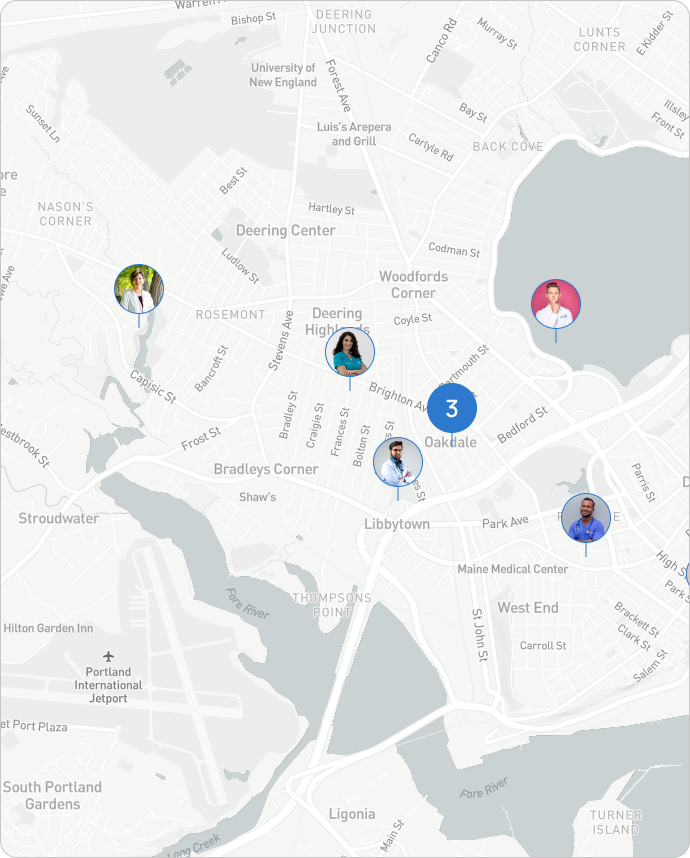 Warren
Bishop St
DEERING
JUNCTION
Canco Rd
Murray St
LUNTS
CORNER
E Kidder St
University of
New England
Forest Ave
Bay St
Illsley
Front St
Sunset Ln
Luis's Arepera
and Grill
Carlyle Rd
BACK COVE
Best St
NASON'S
CORNER
Hartley St
Deering Center
Ludlow St
Codman St
Woodfords
Corner
ROSEMONT
Deering
Highlands
Coyle St
Stevens Ave
Bancroft St
Capisic St
Brighton Av
Dartmouth St
3
Bradley St
Craigie St
Frances St
Bolton St
Oakdale
Bedford St
Frost St
Westbrook St
Bradleys Corner
Shaw's
Parris St
Stroudwater
Libbytown
Park Ave
High S
Park S
Maine Medical Center
Fore River
THOMPSONS
POINT
West End
St John St
Brackett St
Clark St
Hilton Garden Inn
Carroll St
Salem St
Portland
International
Jetport
et Port Plaza
South Portland
Gardens
Fore River
Ligonia
Main St
TURNER
ISLAND
Long Creek